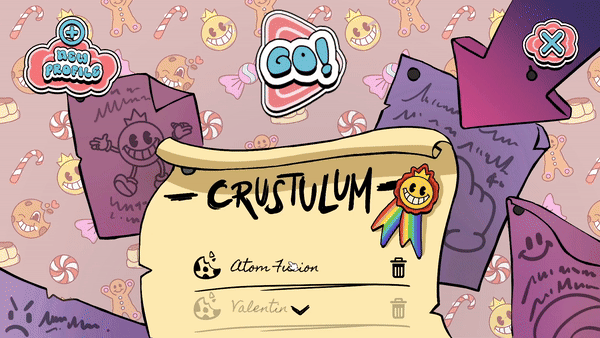 NEW
PROFILE
GO!
CRUSTULUM
Atom Fusion
Valentin